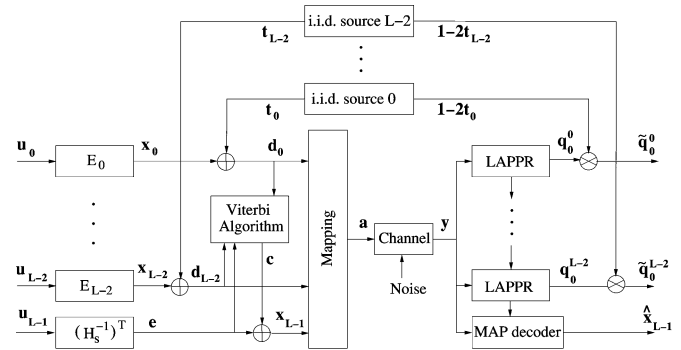 i.i.d. source L-2
t_{L-2}
1-2t_{L-2}
i.i.d. source 0
t_0
1-2t_0
u_0
E_0
x_0
d_0
LAPPR
q_0^0
q̃_0^0
Viterbi
Algorithm
Mapping
a
Channel
y
c
u_{L-2}
E_{L-2}
x_{L-2}
d_{L-2}
Noise
LAPPR
q_0^{L-2}
q̃_0^{L-2}
u_{L-1}
(H_s^{-1})^T
e
x_{L-1}
MAP decoder
x̂_{L-1}